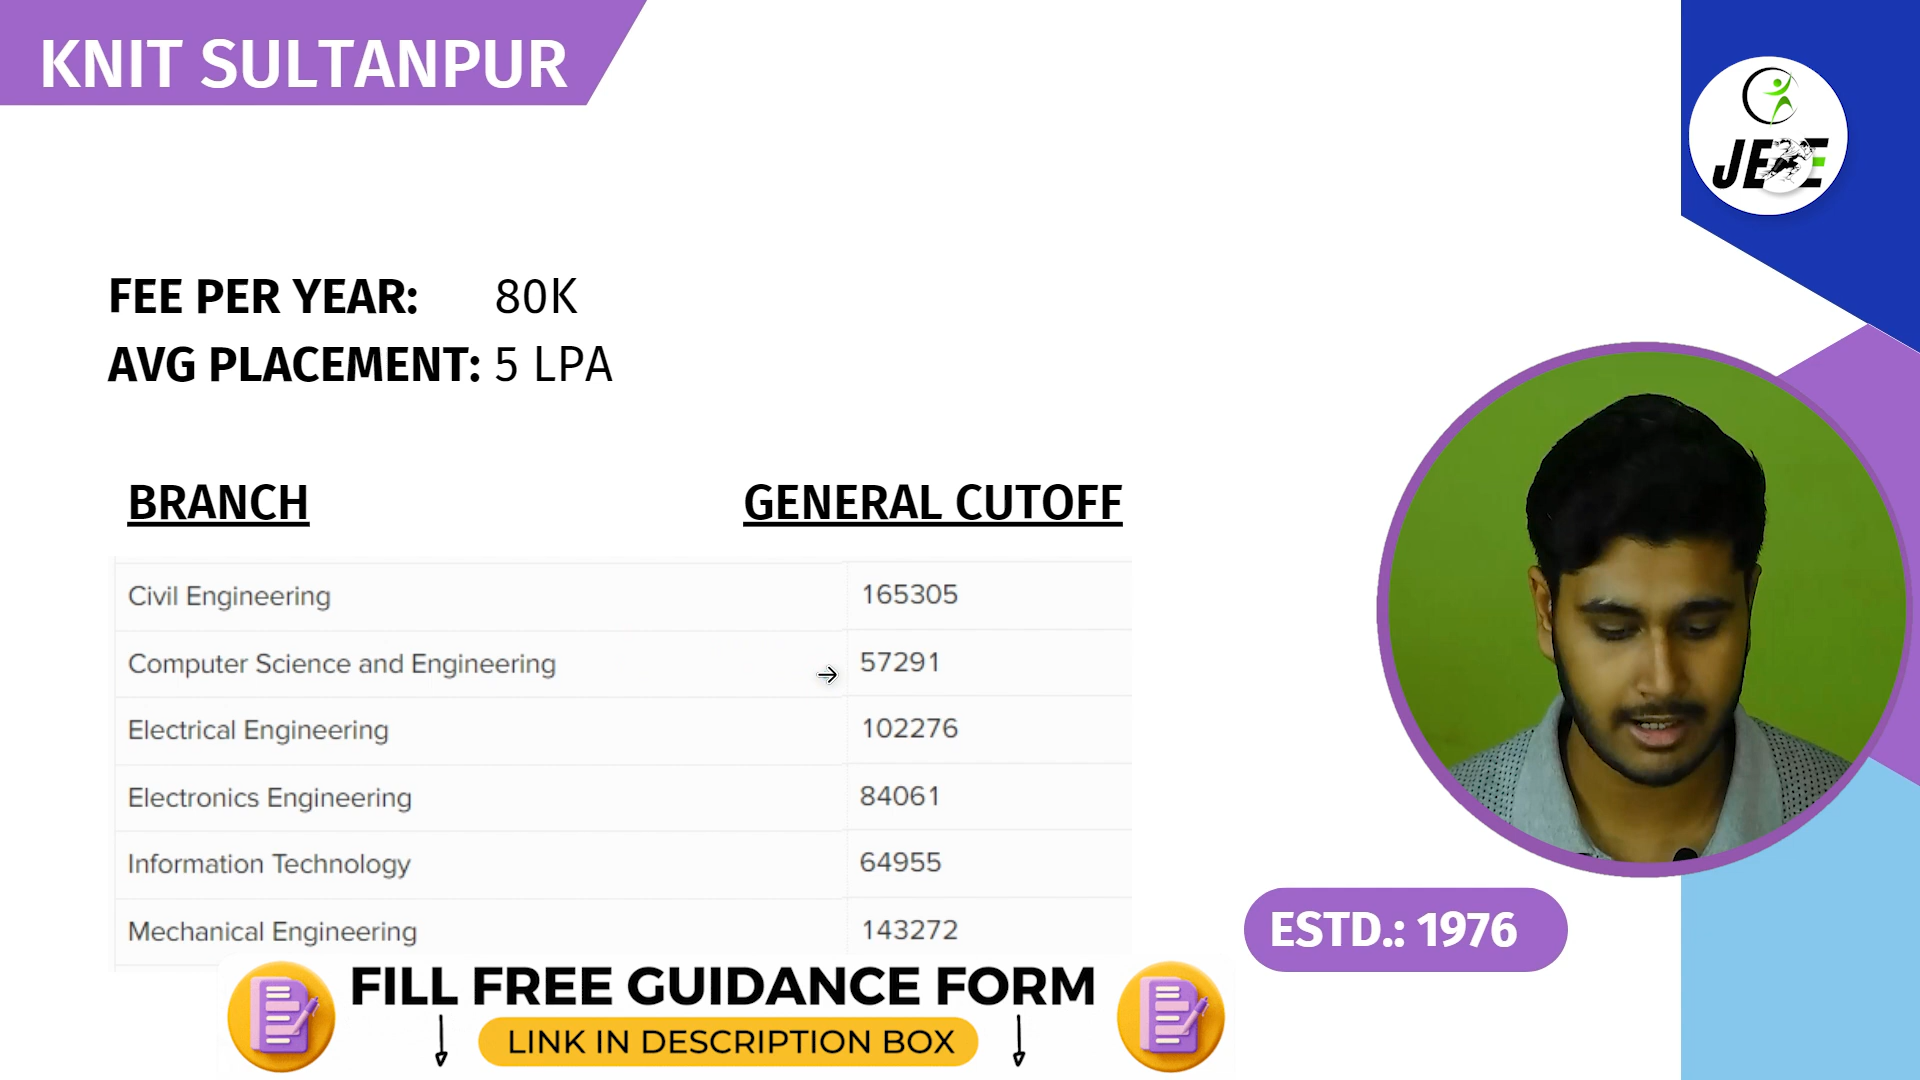 KNIT SULTANPUR
FEE PER YEAR: 80K
AVG PLACEMENT: 5 LPA
BRANCH GENERAL CUTOFF
Civil Engineering 165305
Computer Science and Engineering → 57291
Electrical Engineering 102276
Electronics Engineering 84061
Information Technology 64955
Mechanical Engineering 143272
ESTD.: 1976
FILL FREE GUIDANCE FORM
LINK IN DESCRIPTION BOX